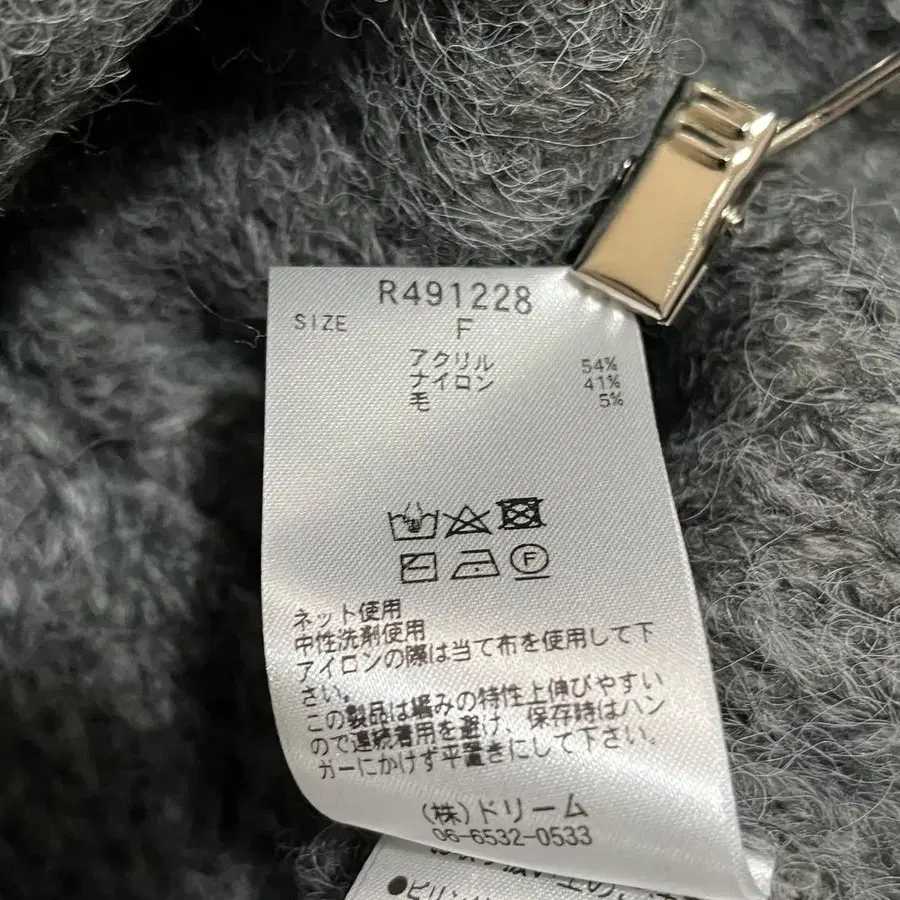 R491228
SIZE F
アクリル 54%
ナイロン 41%
毛 5%
F
ネット使用
中性洗剤使用
アイロンの際は当て布を使用して下
さい。
この製品は編みの特性上伸びやすい
ので連続着用を避け、保存時はハン
ガーにかけず平置きにして下さい。
(株)ドリーム
06-6532-0533